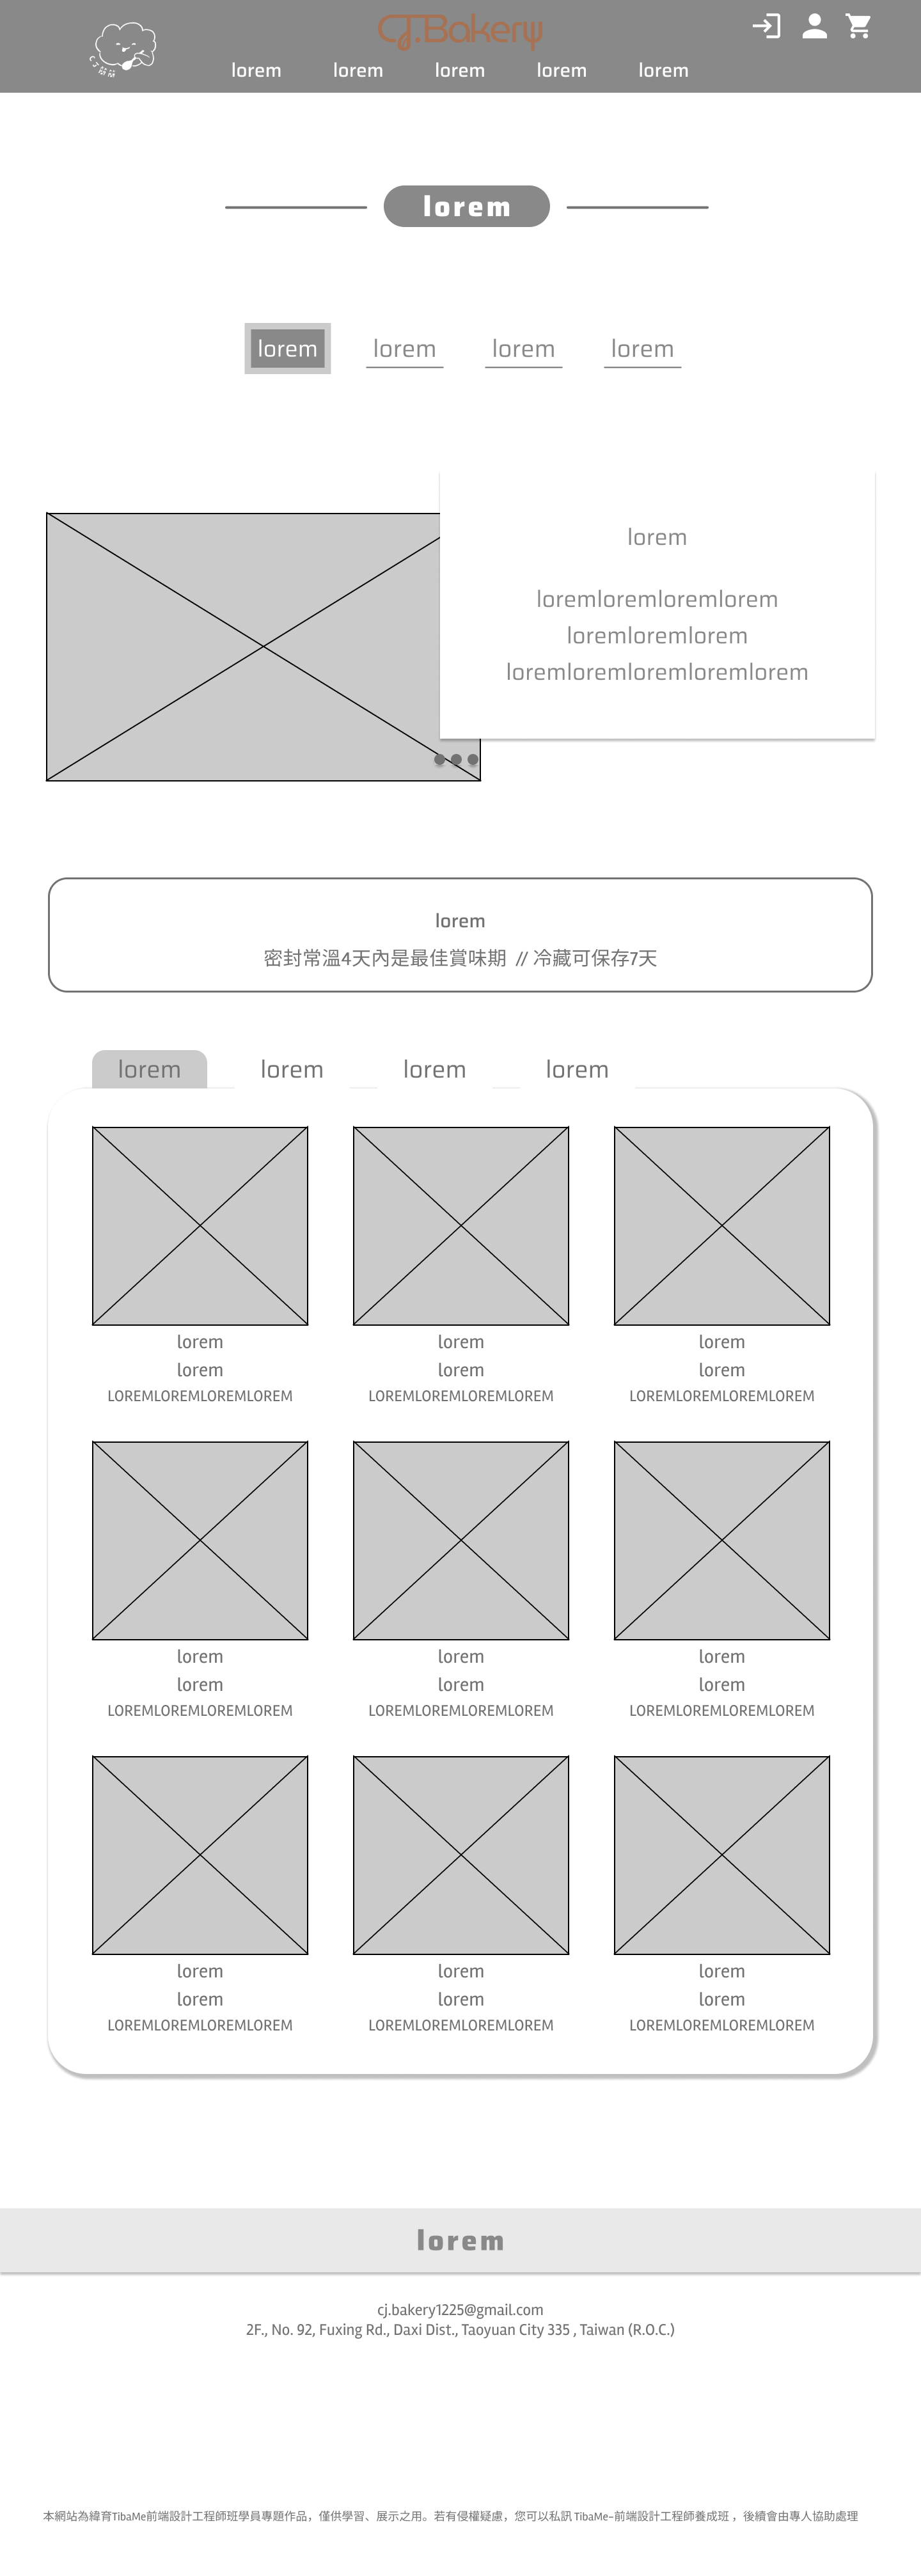 CJ.Bakery
CJ蒔蒔
lorem lorem lorem lorem lorem
lorem
lorem lorem lorem lorem
lorem
loremloremloremlorem
loremloremlorem
loremloremloremloremlorem
lorem
密封常溫4天內是最佳賞味期 // 冷藏可保存7天
lorem lorem lorem lorem
lorem lorem lorem
lorem lorem lorem
LOREMLOREMLOREMLOREM LOREMLOREMLOREMLOREM LOREMLOREMLOREMLOREM
lorem lorem lorem
lorem lorem lorem
LOREMLOREMLOREMLOREM LOREMLOREMLOREMLOREM LOREMLOREMLOREMLOREM
lorem lorem lorem
lorem lorem lorem
LOREMLOREMLOREMLOREM LOREMLOREMLOREMLOREM LOREMLOREMLOREMLOREM
lorem
cj.bakery1225@gmail.com
2F., No. 92, Fuxing Rd., Daxi Dist., Taoyuan City 335 , Taiwan (R.O.C.)
本網站為緯育TibaMe前端設計工程師班學員專題作品，僅供學習、展示之用。若有侵權疑慮，您可以私訊 TibaMe-前端設計工程師養成班 ，後續會由專人協助處理